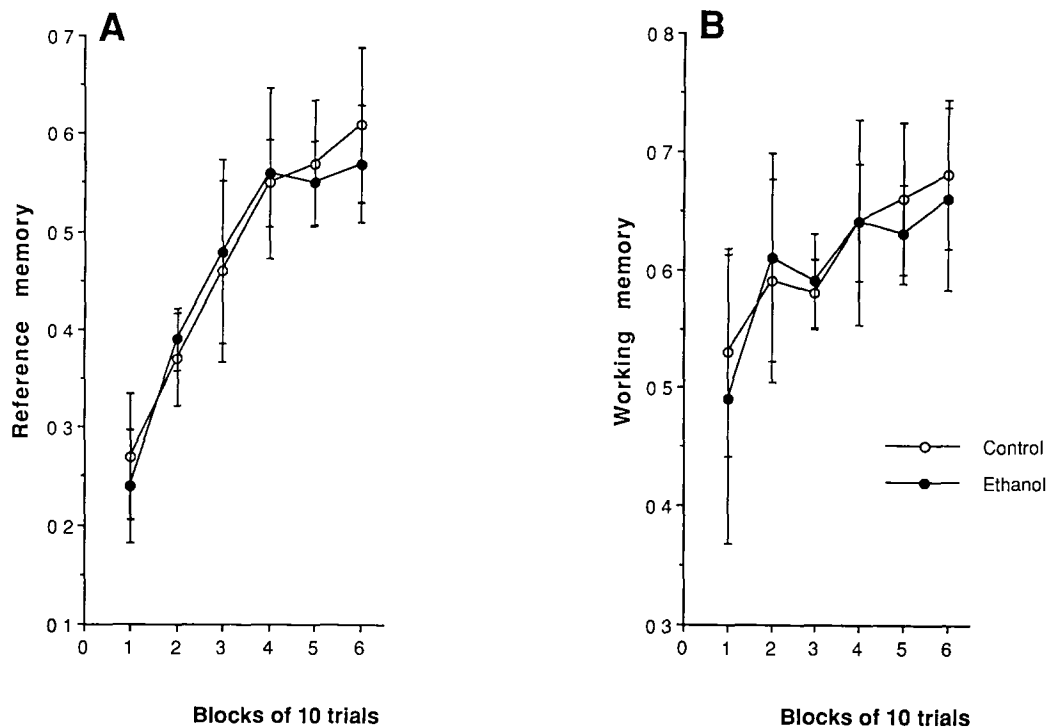 A
Reference memory
0 7
0 6
0 5
0 4
0 3
0 2
0 1
0 1 2 3 4 5 6
Blocks of 10 trials
B
Working memory
0 8
0 7
0 6
0 5
0 4
0 3
0 1 2 3 4 5 6
Blocks of 10 trials
Control
Ethanol